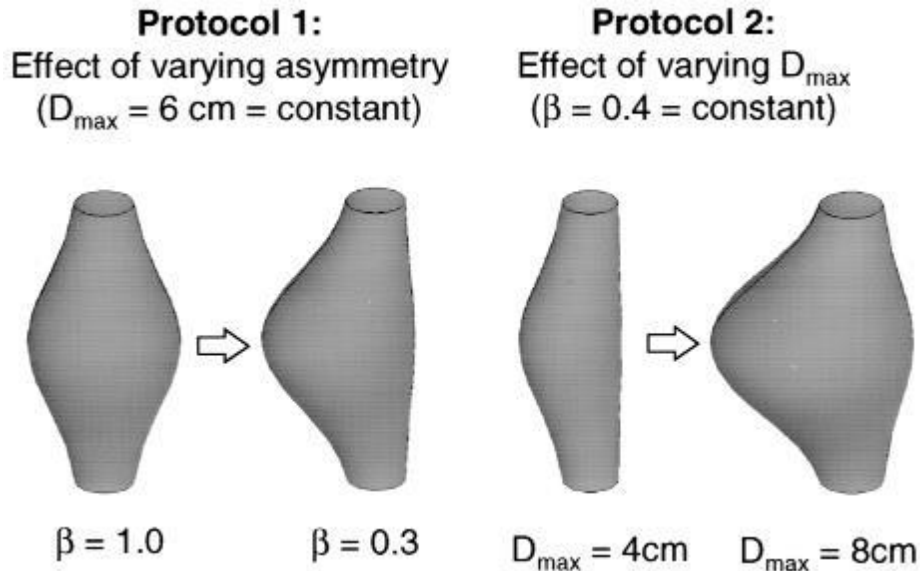 Protocol 1:
Effect of varying asymmetry
(Dmax = 6 cm = constant)
Protocol 2:
Effect of varying Dmax
(β = 0.4 = constant)
β = 1.0
β = 0.3
Dmax = 4cm
Dmax = 8cm